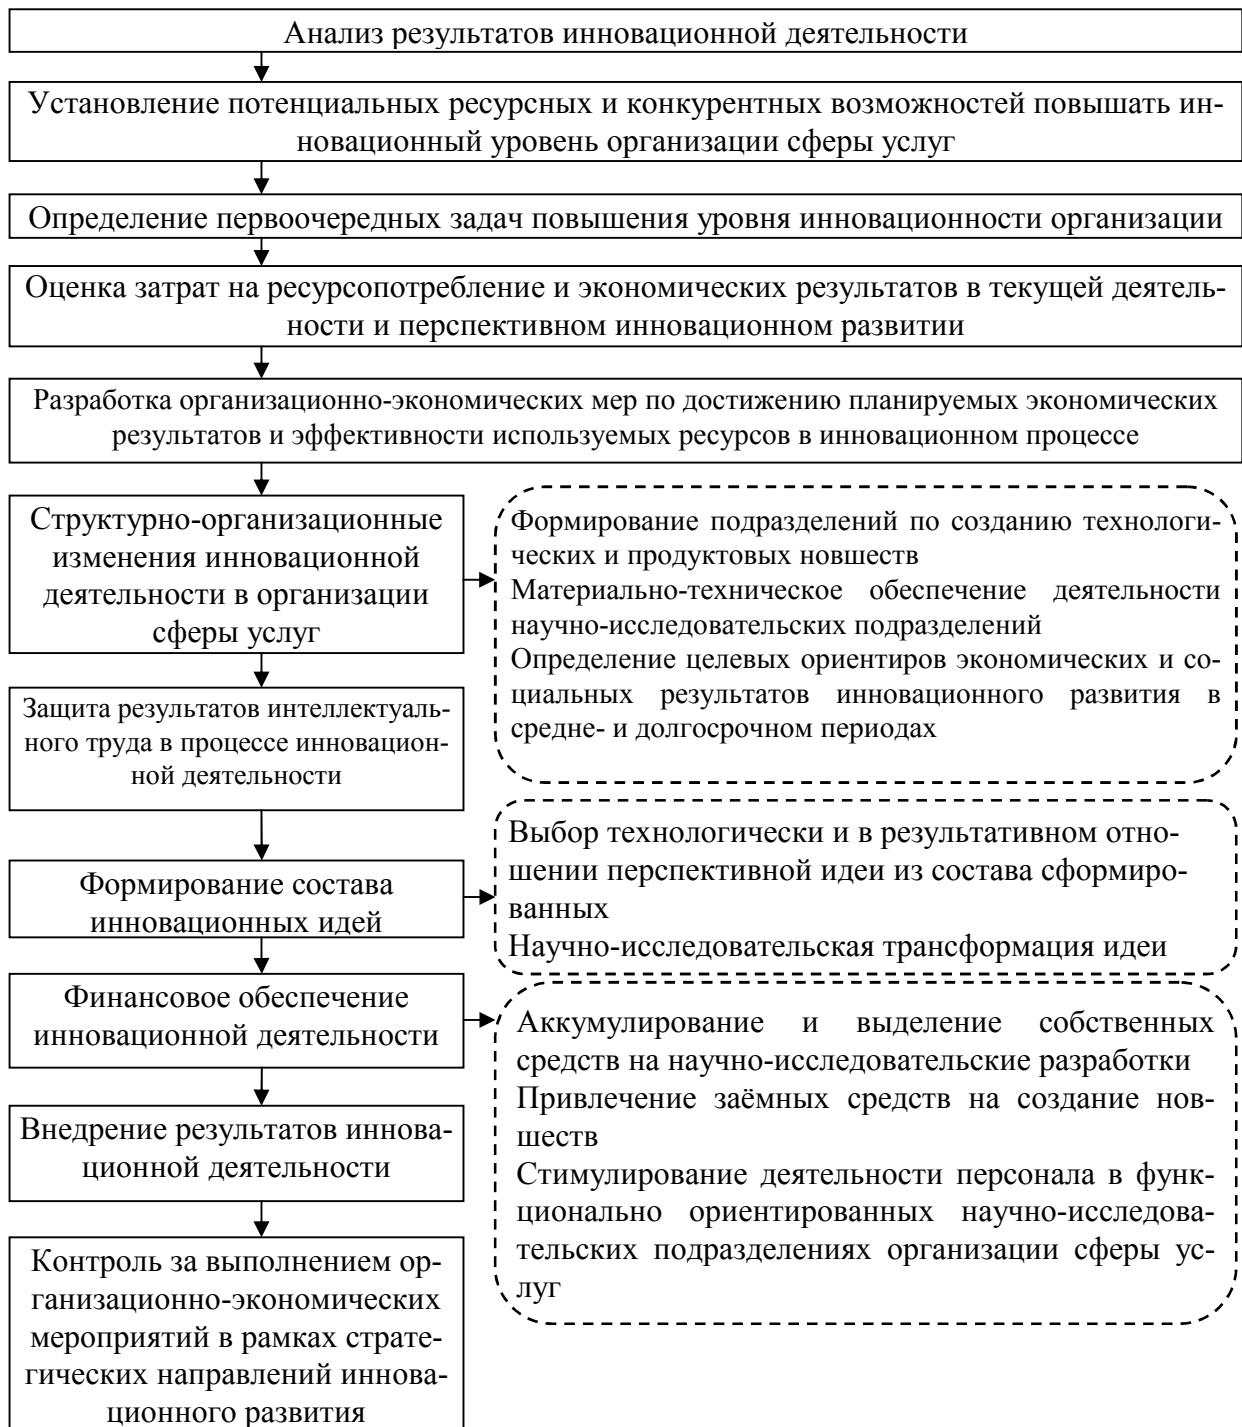 Анализ результатов инновационной деятельности
Установление потенциальных ресурсных и конкурентных возможностей повышать ин-
новационный уровень организации сферы услуг
Определение первоочередных задач повышения уровня инновационности организации
Оценка затрат на ресурсопотребление и экономических результатов в текущей деятель-
ности и перспективном инновационном развитии
Разработка организационно-экономических мер по достижению планируемых экономических
результатов и эффективности используемых ресурсов в инновационном процессе
Структурно-организационные
изменения инновационной
деятельности в организации
сферы услуг
Формирование подразделений по созданию технологи-
ческих и продуктовых новшеств
Материально-техническое обеспечение деятельности
научно-исследовательских подразделений
Определение целевых ориентиров экономических и со-
циальных результатов инновационного развития в
средне- и долгосрочном периодах
Защита результатов интеллектуаль-
ного труда в процессе инновацион-
ной деятельности
Формирование состава
инновационных идей
Выбор технологически и в результативном отно-
шении перспективной идеи из состава сформиро-
ванных
Научно-исследовательская трансформация идеи
Финансовое обеспечение
инновационной деятельности
Аккумулирование и выделение собственных
средств на научно-исследовательские разработки
Привлечение заёмных средств на создание нов-
шеств
Стимулирование деятельности персонала в функ-
ционально ориентированных научно-исследова-
тельских подразделениях организации сферы ус-
луг
Внедрение результатов иннова-
ционной деятельности
Контроль за выполнением ор-
ганизационно-экономических
мероприятий в рамках страте-
гических направлений иннова-
ционного развития